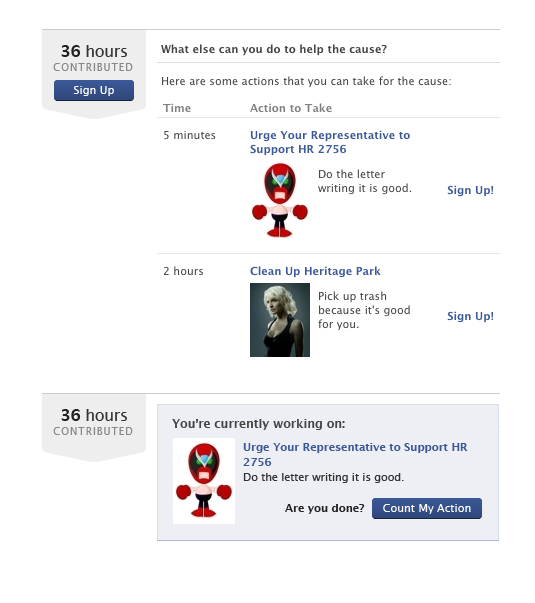 36 hours
CONTRIBUTED
Sign Up
What else can you do to help the cause?
Here are some actions that you can take for the cause:
Time Action to Take
5 minutes
Urge Your Representative to
Support HR 2756
Do the letter
writing it is good.
Sign Up!
2 hours
Clean Up Heritage Park
Pick up trash
because it's good
for you.
Sign Up!
36 hours
CONTRIBUTED
You're currently working on:
Urge Your Representative to Support HR
2756
Do the letter writing it is good.
Are you done? Count My Action